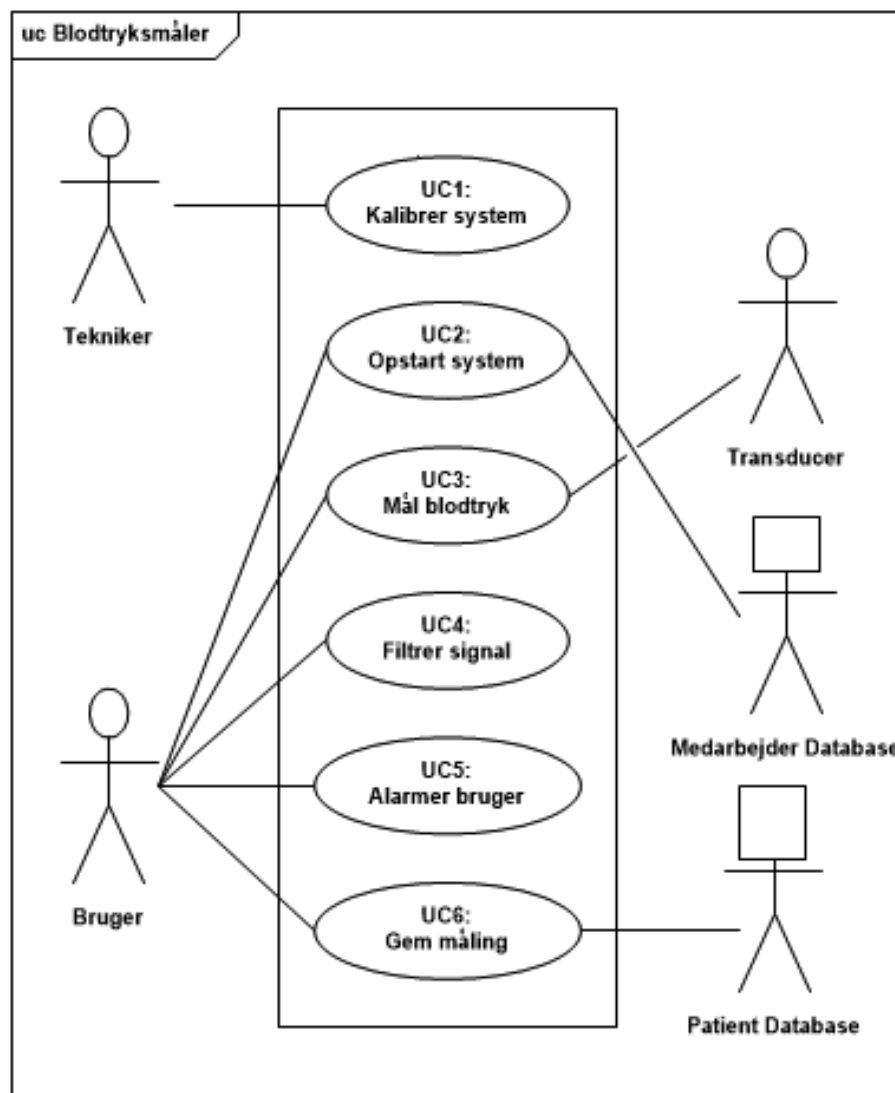 uc Blodtryksmåler
UC1:
Kalibrer system
Tekniker
UC2:
Opstart system
Transducer
UC3:
Mål blodtryk
UC4:
Filtrer signal
Medarbejder Database
UC5:
Alarmer bruger
Bruger
UC6:
Gem måling
Patient Database